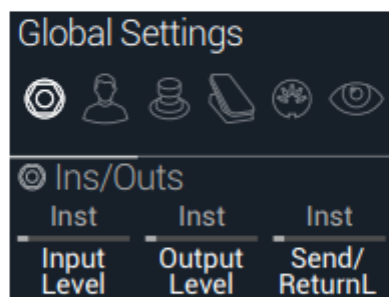 Global Settings
Ins/Outs
Inst Inst Inst
Input Output Send/
Level Level ReturnL